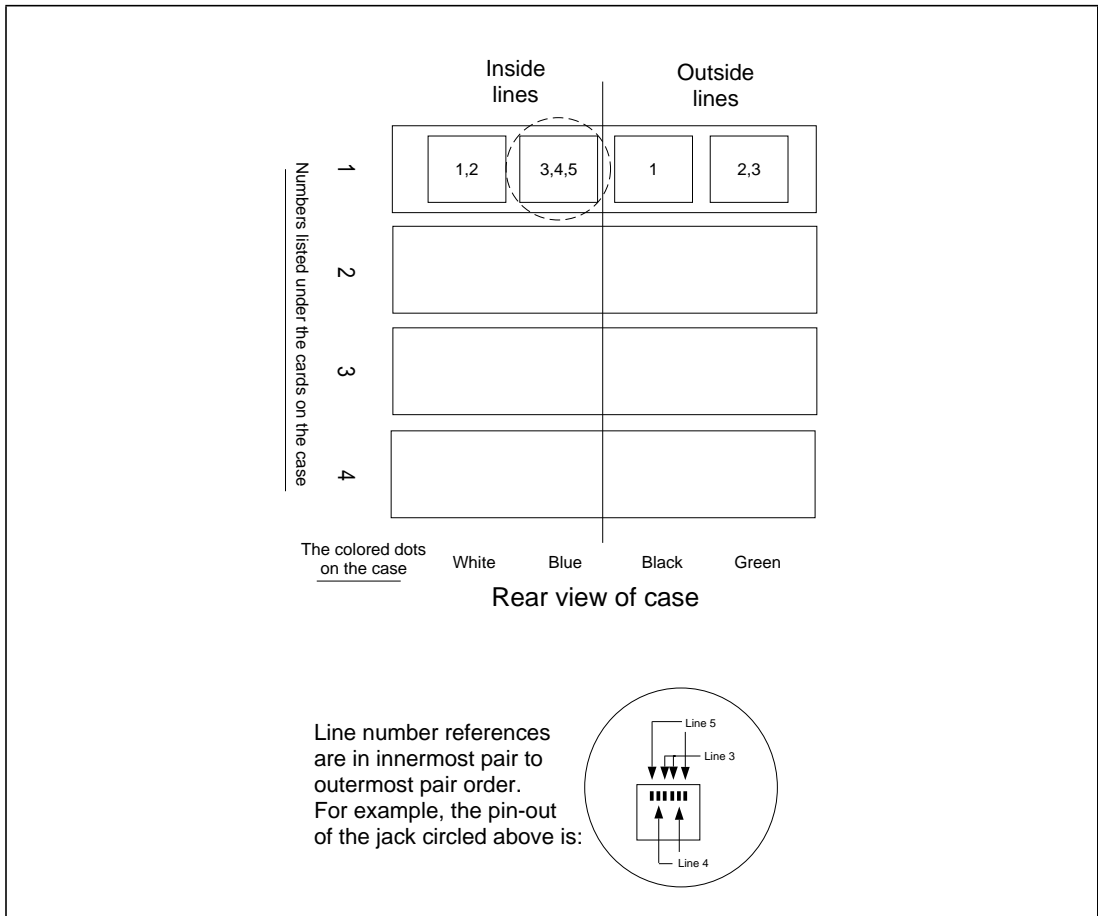 Inside
lines
Outside
lines
Numbers listed under the cards on the case
1
1,2
3,4,5
1
2,3
2
3
4
The colored dots
on the case
White
Blue
Black
Green
Rear view of case
Line number references
are in innermost pair to
outermost pair order.
For example, the pin-out
of the jack circled above is:
Line 5
Line 3
Line 4